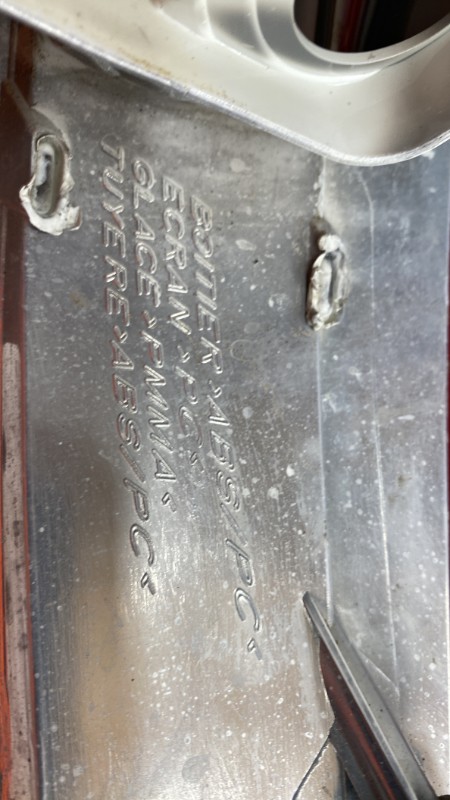 BOITIER >ABS/PC<
ECRAN >PC<
GLACE >PMMA<
TUYERE >ABS/PC<